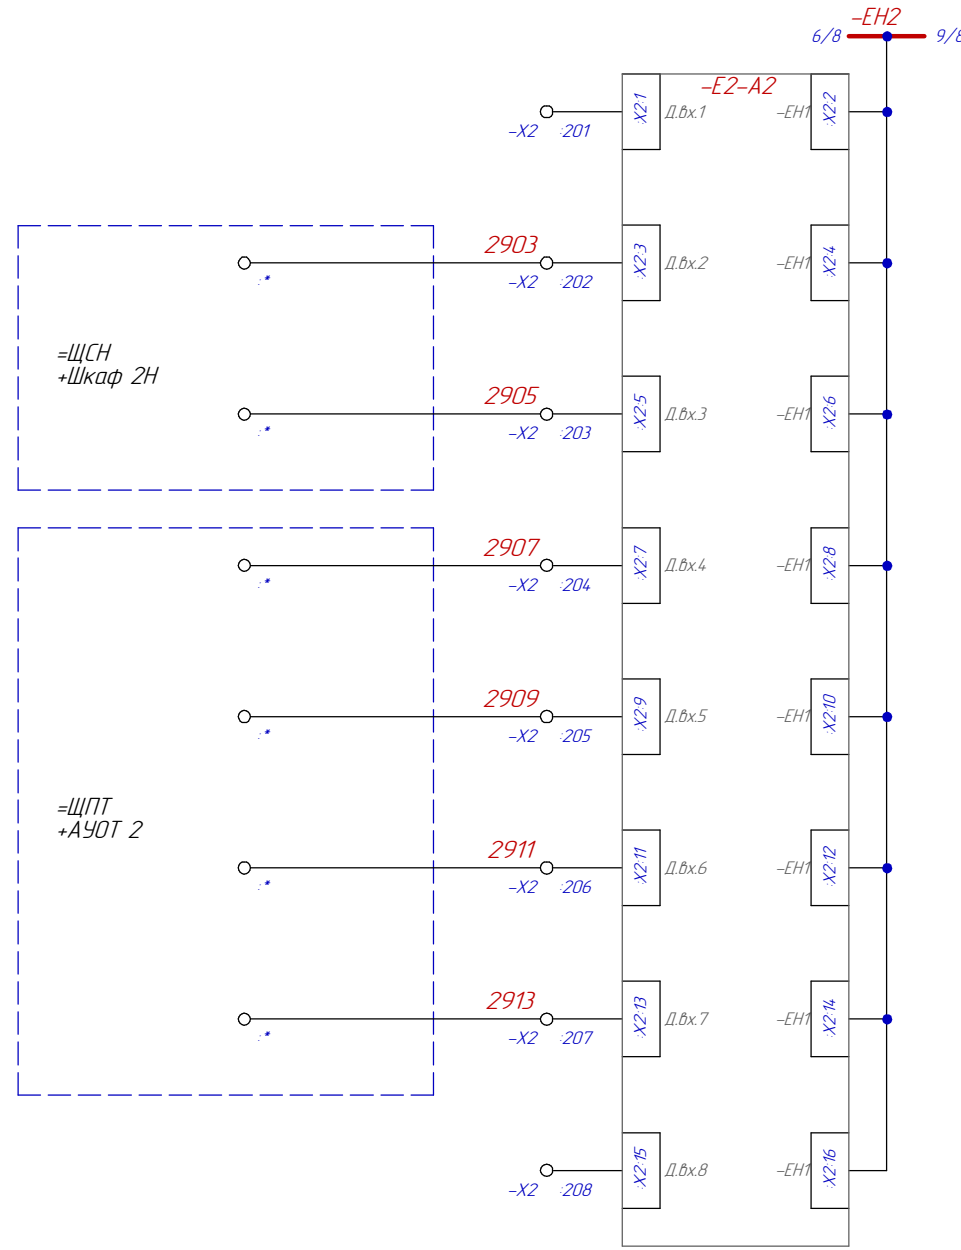 -EH2
6/8 9/8
-E2-A2
:X2:1 Д.вх.1 -EH1 :X2:2
-X2 :201
2903
:X2:3 Д.вх.2 -EH1 :X2:4
:* -X2 :202
=ЩСН
+Шкаф 2Н
2905
:X2:5 Д.вх.3 -EH1 :X2:6
:* -X2 :203
2907
:X2:7 Д.вх.4 -EH1 :X2:8
:* -X2 :204
2909
:X2:9 Д.вх.5 -EH1 :X2:10
:* -X2 :205
=ЩПТ
+АУОТ 2
2911
:X2:11 Д.вх.6 -EH1 :X2:12
:* -X2 :206
2913
:X2:13 Д.вх.7 -EH1 :X2:14
:* -X2 :207
:X2:15 Д.вх.8 -EH1 :X2:16
-X2 :208